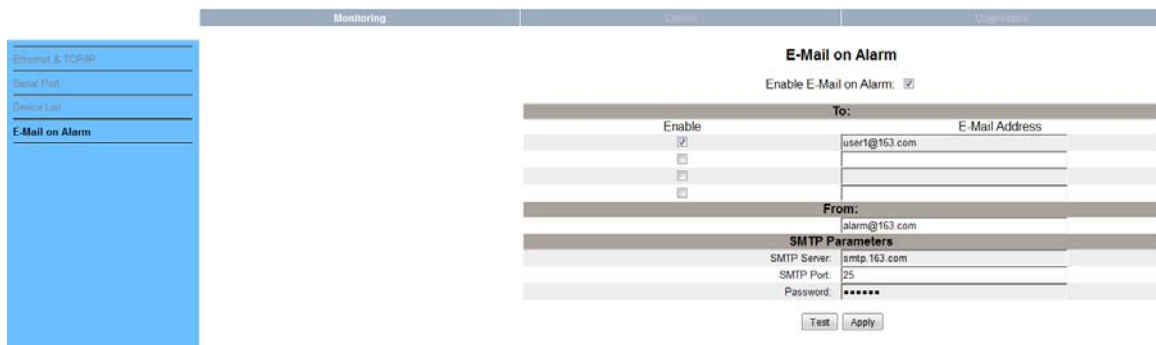 Monitoring
Control
Diagnostics
Ethernet & TCP/IP
Serial Port
Device List
E-Mail on Alarm
E-Mail on Alarm
Enable E-Mail on Alarm:
To:
Enable E-Mail Address
user1@163.com
From:
alarm@163.com
SMTP Parameters
SMTP Server: smtp.163.com
SMTP Port: 25
Password: ••••••
Test Apply